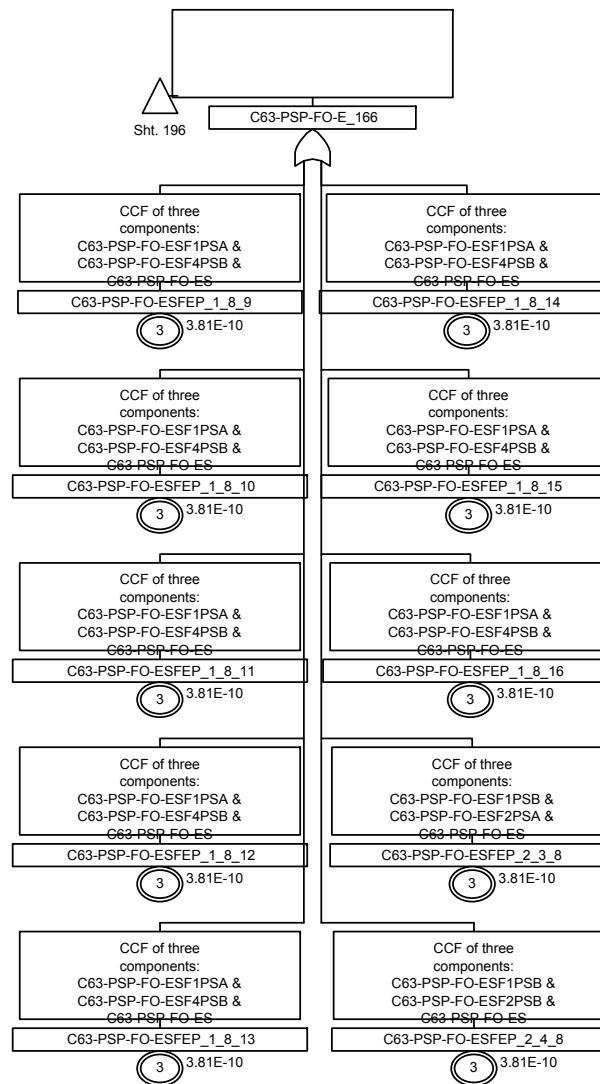 Sht. 196
C63-PSP-FO-E_166
CCF of three
components:
C63-PSP-FO-ESF1PSA &
C63-PSP-FO-ESF4PSB &
C63-PSP-FO-ES
C63-PSP-FO-ESFEP_1_8_9
3
3.81E-10
CCF of three
components:
C63-PSP-FO-ESF1PSA &
C63-PSP-FO-ESF4PSB &
C63-PSP-FO-ES
C63-PSP-FO-ESFEP_1_8_14
3
3.81E-10
CCF of three
components:
C63-PSP-FO-ESF1PSA &
C63-PSP-FO-ESF4PSB &
C63-PSP-FO-ES
C63-PSP-FO-ESFEP_1_8_10
3
3.81E-10
CCF of three
components:
C63-PSP-FO-ESF1PSA &
C63-PSP-FO-ESF4PSB &
C63-PSP-FO-ES
C63-PSP-FO-ESFEP_1_8_15
3
3.81E-10
CCF of three
components:
C63-PSP-FO-ESF1PSA &
C63-PSP-FO-ESF4PSB &
C63-PSP-FO-ES
C63-PSP-FO-ESFEP_1_8_11
3
3.81E-10
CCF of three
components:
C63-PSP-FO-ESF1PSA &
C63-PSP-FO-ESF4PSB &
C63-PSP-FO-ES
C63-PSP-FO-ESFEP_1_8_16
3
3.81E-10
CCF of three
components:
C63-PSP-FO-ESF1PSA &
C63-PSP-FO-ESF4PSB &
C63-PSP-FO-ES
C63-PSP-FO-ESFEP_1_8_12
3
3.81E-10
CCF of three
components:
C63-PSP-FO-ESF1PSB &
C63-PSP-FO-ESF2PSA &
C63-PSP-FO-ES
C63-PSP-FO-ESFEP_2_3_8
3
3.81E-10
CCF of three
components:
C63-PSP-FO-ESF1PSA &
C63-PSP-FO-ESF4PSB &
C63-PSP-FO-ES
C63-PSP-FO-ESFEP_1_8_13
3
3.81E-10
CCF of three
components:
C63-PSP-FO-ESF1PSB &
C63-PSP-FO-ESF2PSB &
C63-PSP-FO-ES
C63-PSP-FO-ESFEP_2_4_8
3
3.81E-10